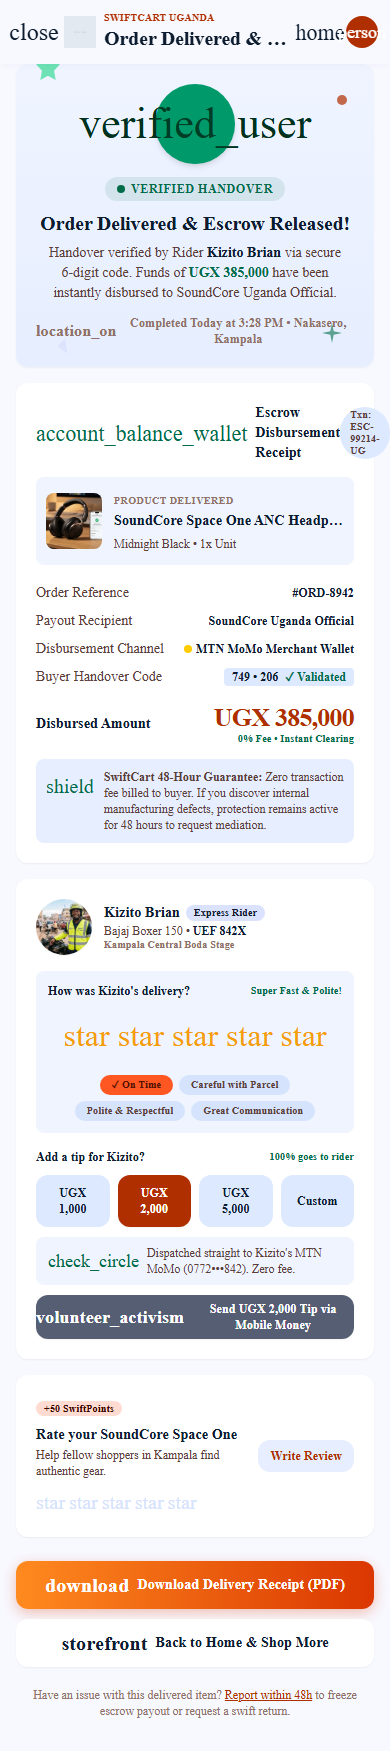 close
SWIFTCART UGANDA
Order Delivered & ...
home
erso
verified_user
VERIFIED HANDOVER
Order Delivered & Escrow Released!
Handover verified by Rider Kizito Brian via secure
6-digit code. Funds of UGX 385,000 have been
instantly disbursed to SoundCore Uganda Official.
location_on
Completed Today at 3:28 PM • Nakasero,
Kampala
account_balance_wallet
Escrow
Disbursement
Receipt
Txn:
ESC-
99214-
UG
PRODUCT DELIVERED
SoundCore Space One ANC Headp...
Midnight Black • 1x Unit
Order Reference #ORD-8942
Payout Recipient SoundCore Uganda Official
Disbursement Channel MTN MoMo Merchant Wallet
Buyer Handover Code 749 • 206 ✓ Validated
Disbursed Amount UGX 385,000
0% Fee • Instant Clearing
shield
SwiftCart 48-Hour Guarantee: Zero transaction
fee billed to buyer. If you discover internal
manufacturing defects, protection remains active
for 48 hours to request mediation.
Kizito Brian Express Rider
Bajaj Boxer 150 • UEF 842X
Kampala Central Boda Stage
How was Kizito's delivery? Super Fast & Polite!
star star star star star
✓ On Time Careful with Parcel
Polite & Respectful Great Communication
Add a tip for Kizito? 100% goes to rider
UGX
1,000
UGX
2,000
UGX
5,000
Custom
check_circle
Dispatched straight to Kizito's MTN
MoMo (0772•••842). Zero fee.
volunteer_activism
Send UGX 2,000 Tip via
Mobile Money
+50 SwiftPoints
Rate your SoundCore Space One
Help fellow shoppers in Kampala find
authentic gear.
star star star star star
Write Review
download Download Delivery Receipt (PDF)
storefront Back to Home & Shop More
Have an issue with this delivered item? Report within 48h to freeze
escrow payout or request a swift return.